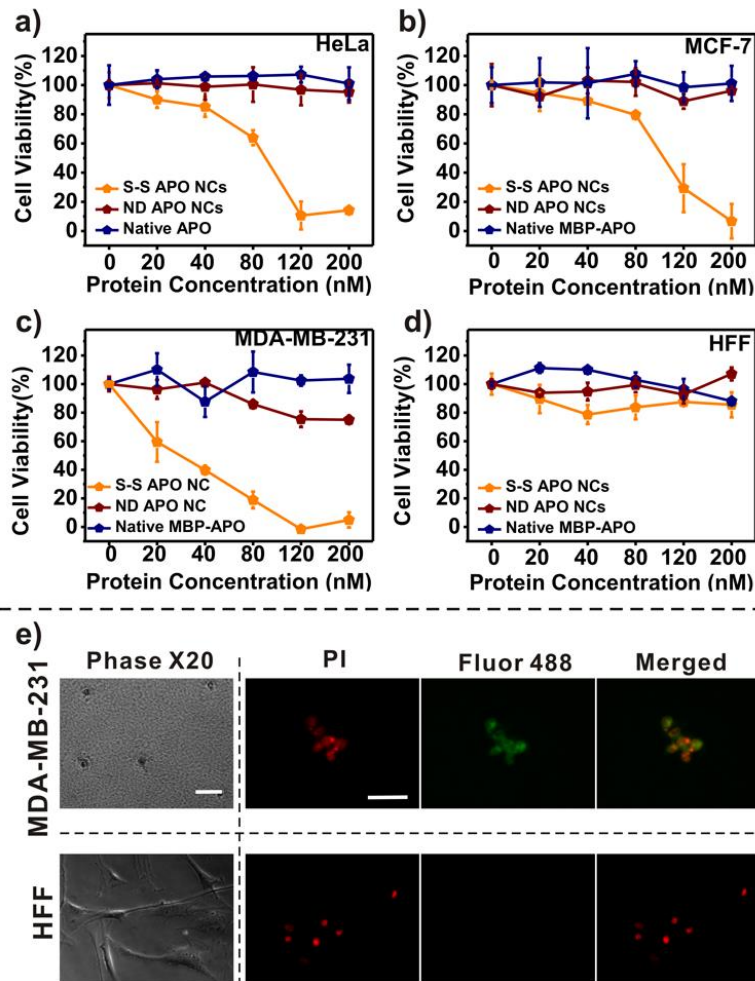 a)
HeLa
Cell Viability(%)
120
100
80
60
40
20
0
S-S APO NCs
ND APO NCs
Native APO
0 20 40 80 120 200
Protein Concentration (nM)
b)
MCF-7
Cell Viability(%)
120
100
80
60
40
20
0
S-S APO NCs
ND APO NCs
Native MBP-APO
0 20 40 80 120 200
Protein Concentration (nM)
c)
MDA-MB-231
Cell Viability(%)
120
100
80
60
40
20
0
S-S APO NC
ND APO NC
Native MBP-APO
0 20 40 80 120 200
Protein Concentration (nM)
d)
HFF
Cell Viability(%)
120
100
80
60
40
20
0
S-S APO NCs
ND APO NCs
Native MBP-APO
0 20 40 80 120 200
Protein Concentration (nM)
e)
Phase X20 PI Fluor 488 Merged
MDA-MB-231
HFF